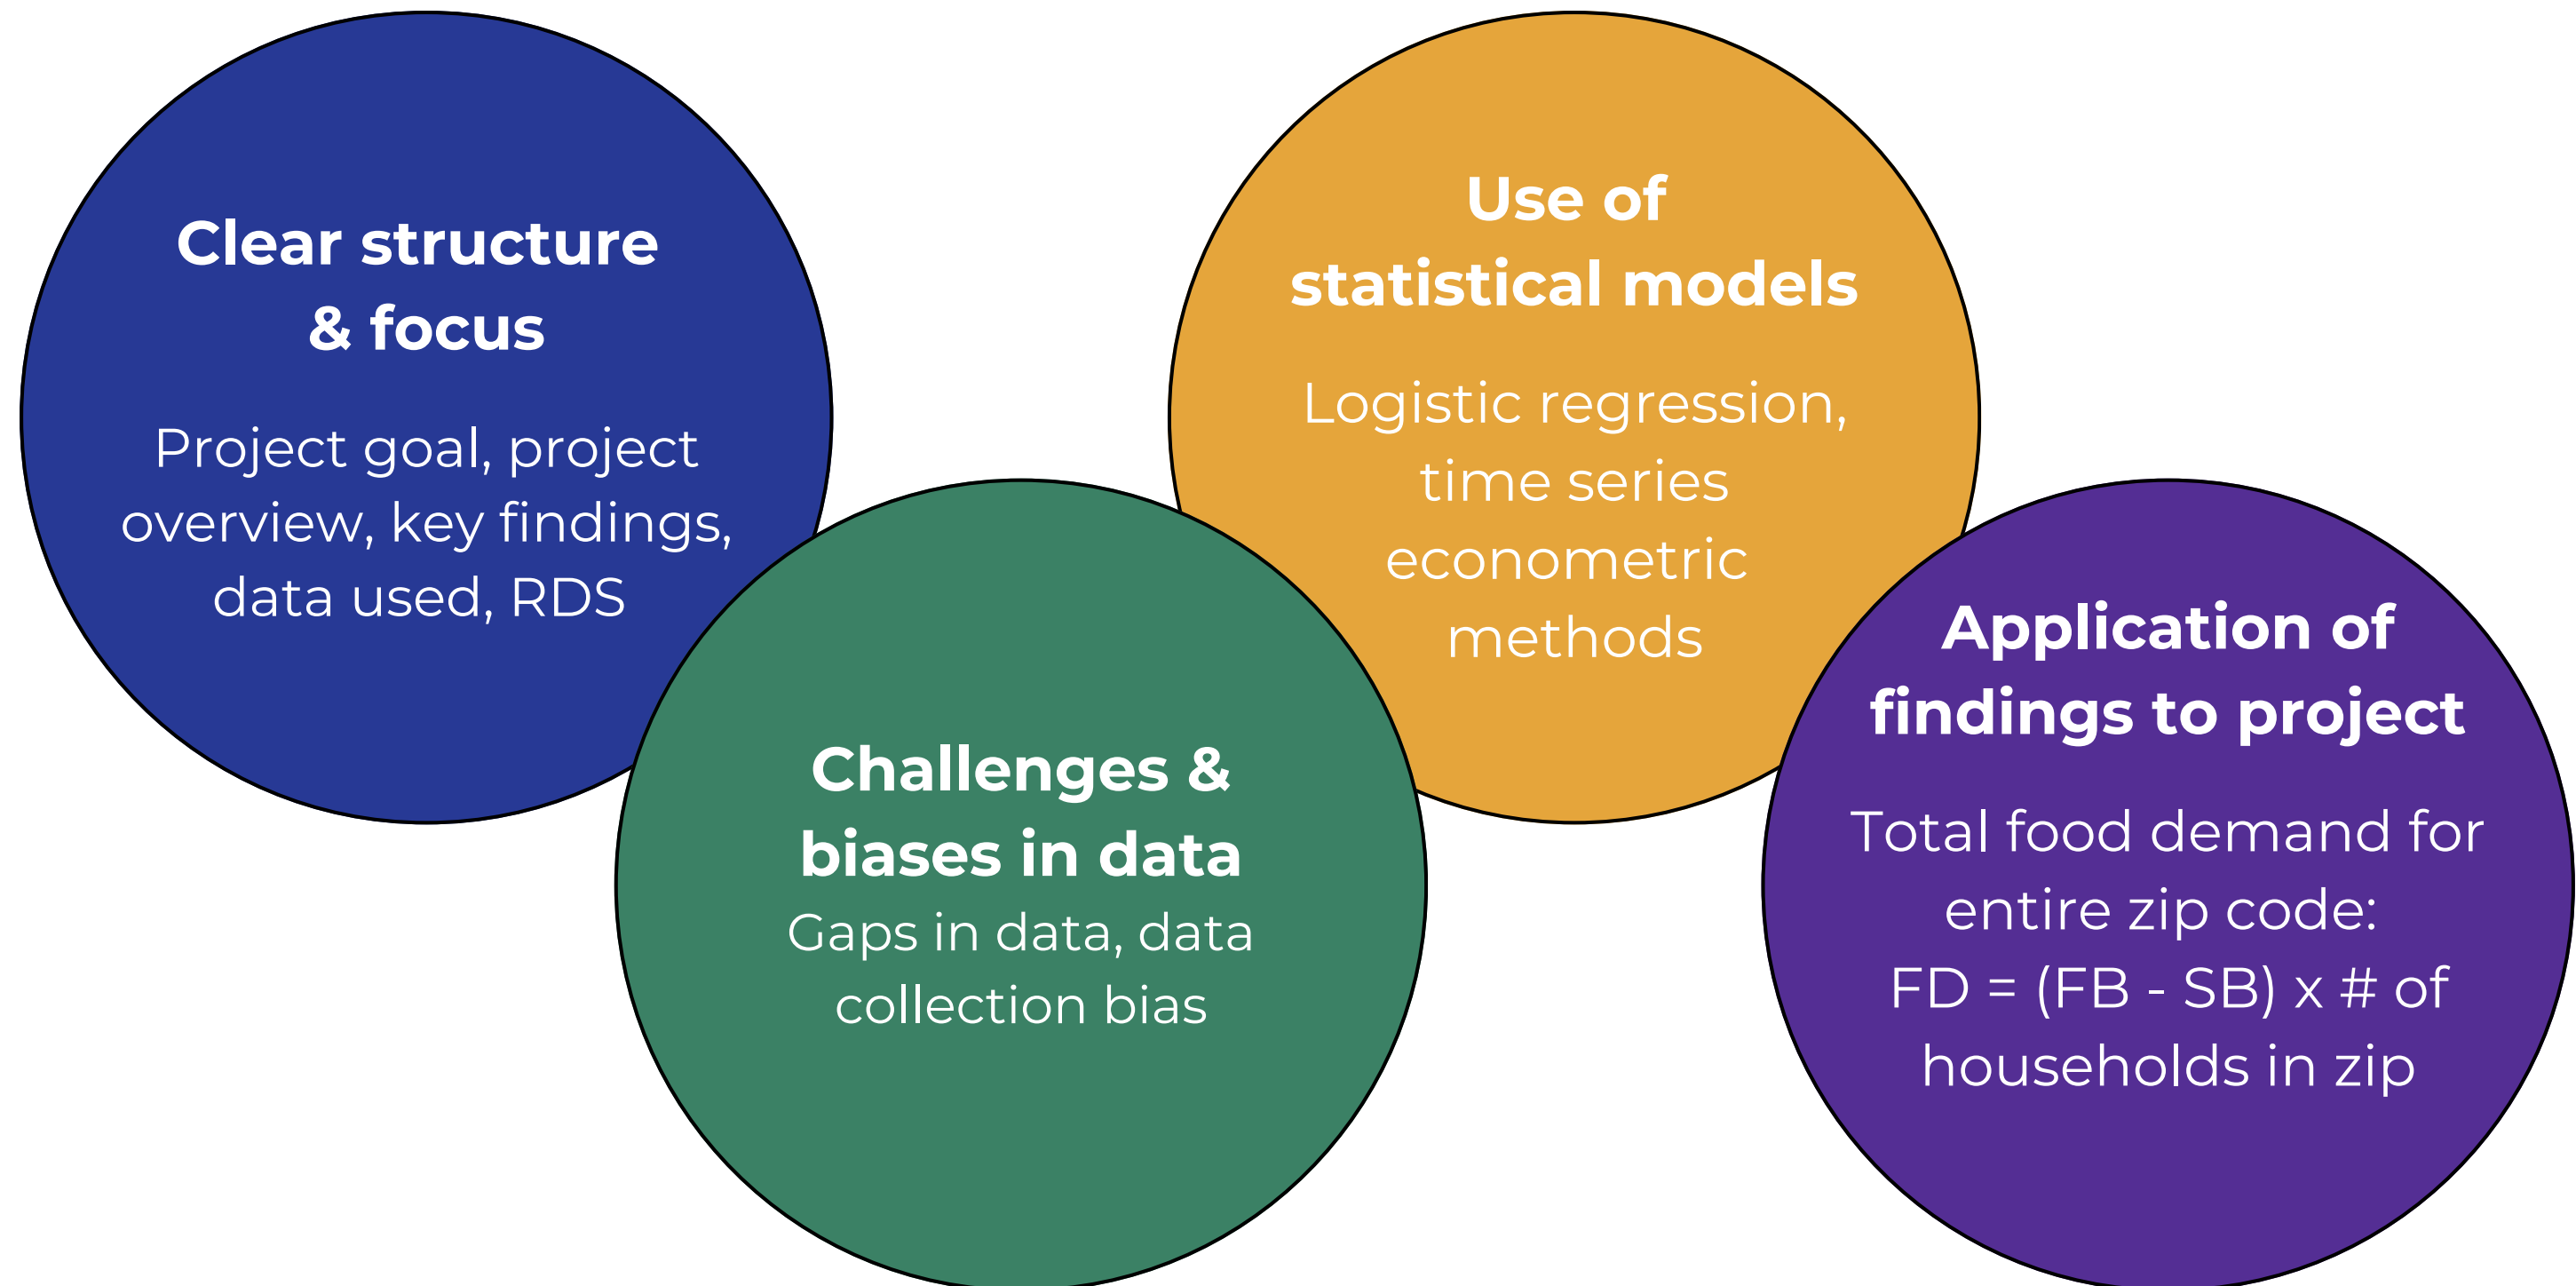 Clear structure
& focus
Project goal, project
overview, key findings,
data used, RDS
Challenges &
biases in data
Gaps in data, data
collection bias
Use of
statistical models
Logistic regression,
time series
econometric
methods
Application of
findings to project
Total food demand for
entire zip code:
FD = (FB - SB) x # of
households in zip